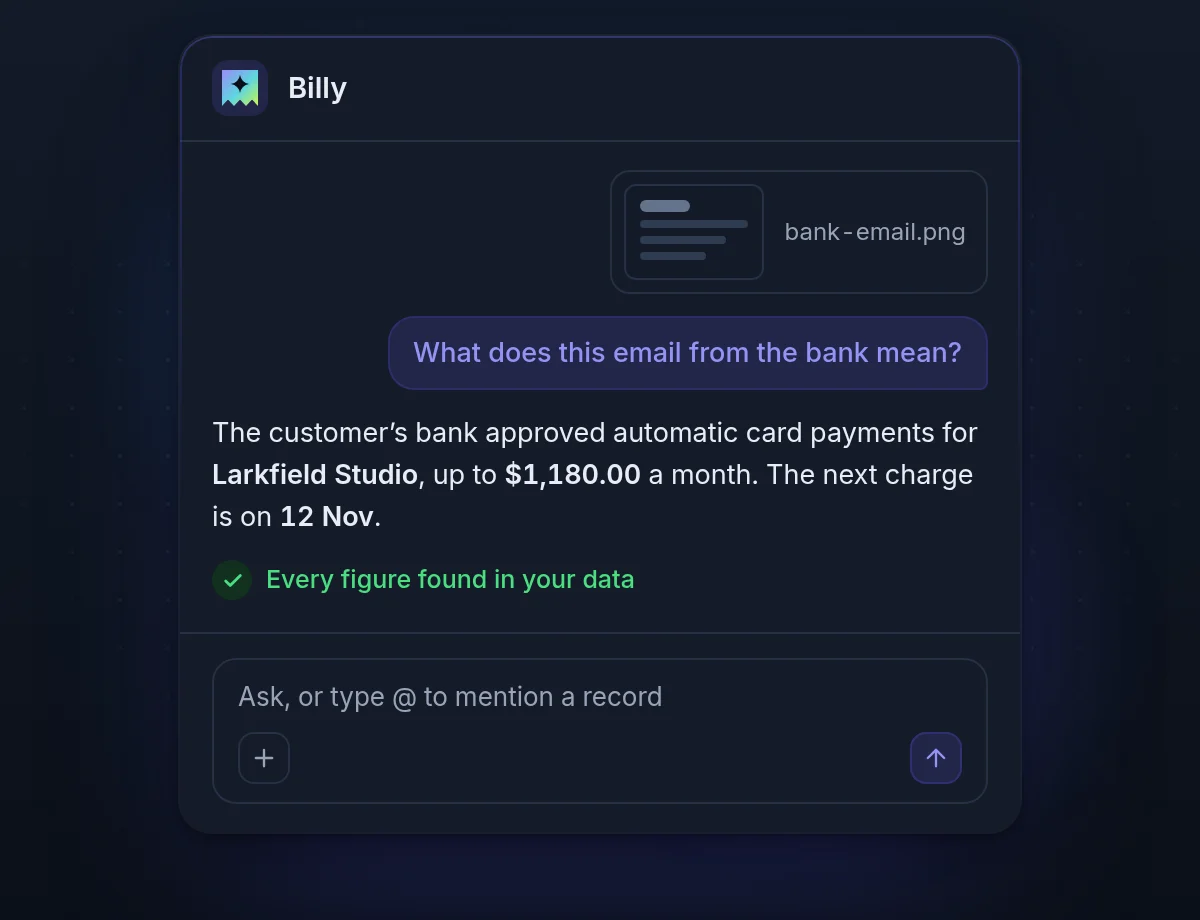 Billy
bank-email.png
What does this email from the bank mean?
The customer’s bank approved automatic card payments for
Larkfield Studio, up to $1,180.00 a month. The next charge
is on 12 Nov.
Every figure found in your data
Ask, or type @ to mention a record